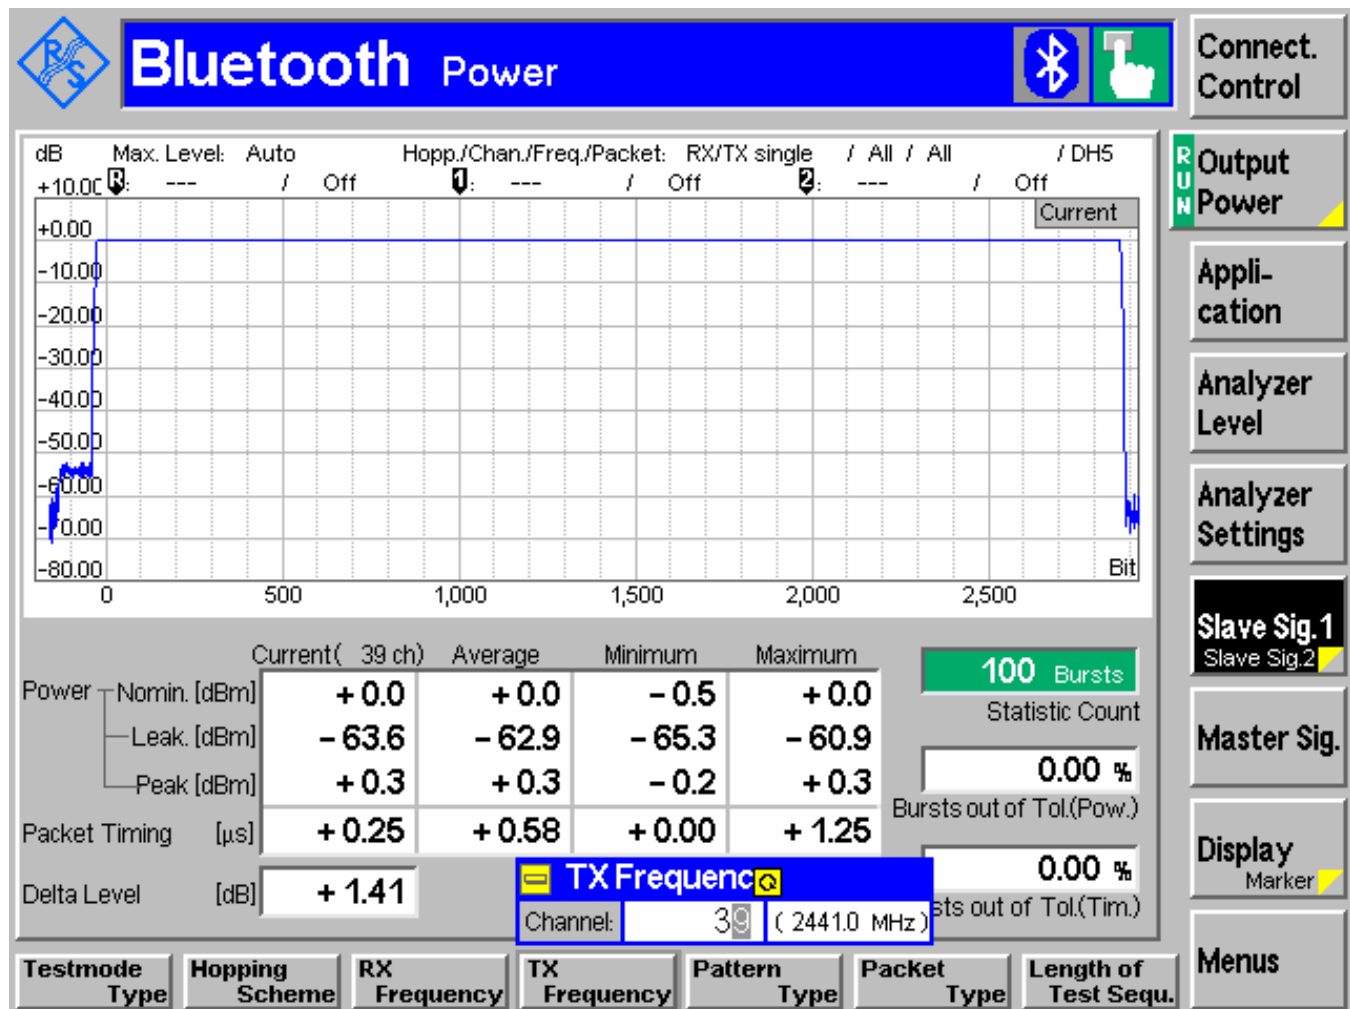 R S
Bluetooth Power
Connect. Control
dB Max. Level: Auto Hopp./Chan./Freq./Packet: RX/TX single / All / All / DH5
+10.00 R: --- / Off 1: --- / Off 2: --- / Off
Current
+0.00
-10.00
-20.00
-30.00
-40.00
-50.00
-60.00
-70.00
-80.00
Bit
0 500 1,000 1,500 2,000 2,500
RUN
Output Power
Appli-
cation
Analyzer
Level
Analyzer
Settings
Slave Sig.1
Slave Sig.2
Master Sig.
Display
Marker
Menus
Current( 39 ch) Average Minimum Maximum
Power Nomin. [dBm] +0.0 +0.0 -0.5 +0.0
Leak. [dBm] -63.6 -62.9 -65.3 -60.9
Peak [dBm] +0.3 +0.3 -0.2 +0.3
Packet Timing [µs] +0.25 +0.58 +0.00 +1.25
Delta Level [dB] +1.41
100 Bursts
Statistic Count
0.00 %
Bursts out of Tol.(Pow.)
0.00 %
sts out of Tol.(Tim.)
TX Frequenc
Channel: 39 ( 2441.0 MHz )
Testmode Type
Hopping Scheme
RX Frequency
TX Frequency
Pattern Type
Packet Type
Length of Test Sequ.